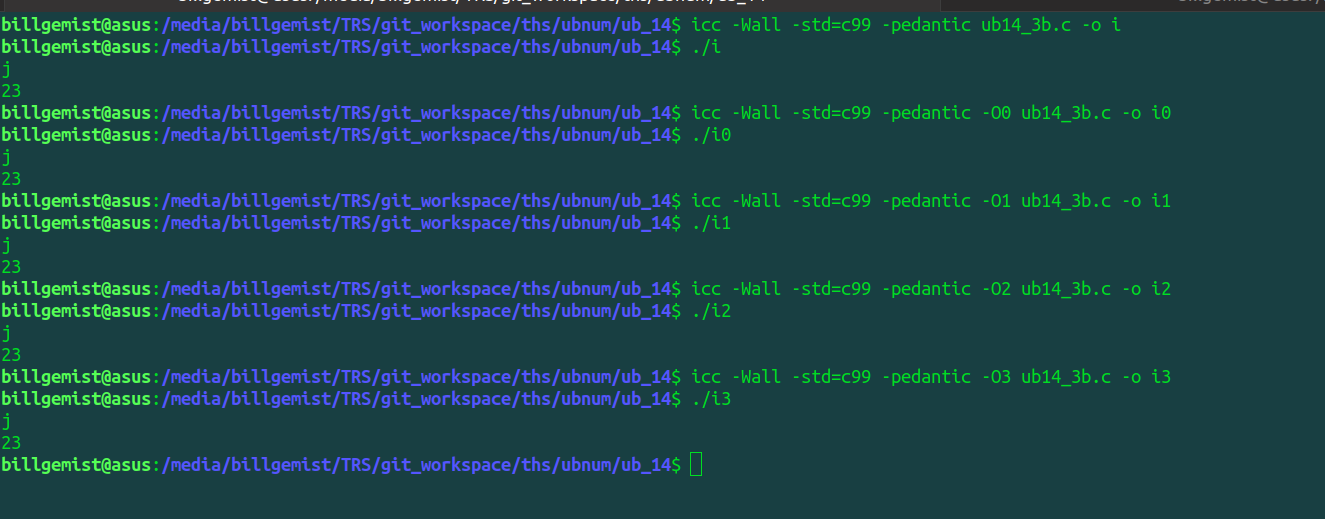 billgemist@asus:/media/billgemist/TRS/git_workspace/ths/ubnum/ub_14$ icc -Wall -std=c99 -pedantic ub14_3b.c -o i
billgemist@asus:/media/billgemist/TRS/git_workspace/ths/ubnum/ub_14$ ./i
j
23
billgemist@asus:/media/billgemist/TRS/git_workspace/ths/ubnum/ub_14$ icc -Wall -std=c99 -pedantic -O0 ub14_3b.c -o i0
billgemist@asus:/media/billgemist/TRS/git_workspace/ths/ubnum/ub_14$ ./i0
j
23
billgemist@asus:/media/billgemist/TRS/git_workspace/ths/ubnum/ub_14$ icc -Wall -std=c99 -pedantic -O1 ub14_3b.c -o i1
billgemist@asus:/media/billgemist/TRS/git_workspace/ths/ubnum/ub_14$ ./i1
j
23
billgemist@asus:/media/billgemist/TRS/git_workspace/ths/ubnum/ub_14$ icc -Wall -std=c99 -pedantic -O2 ub14_3b.c -o i2
billgemist@asus:/media/billgemist/TRS/git_workspace/ths/ubnum/ub_14$ ./i2
j
23
billgemist@asus:/media/billgemist/TRS/git_workspace/ths/ubnum/ub_14$ icc -Wall -std=c99 -pedantic -O3 ub14_3b.c -o i3
billgemist@asus:/media/billgemist/TRS/git_workspace/ths/ubnum/ub_14$ ./i3
j
23
billgemist@asus:/media/billgemist/TRS/git_workspace/ths/ubnum/ub_14$